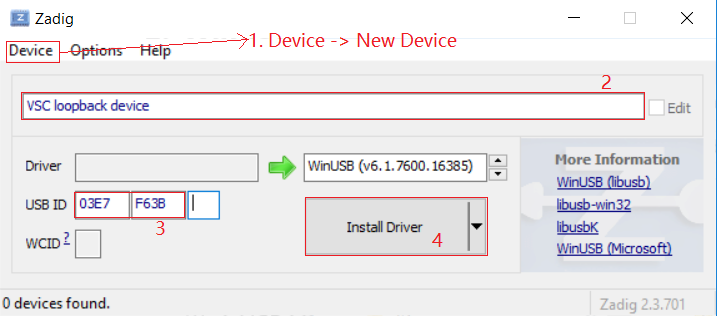 Zadig
Device Options Help
1. Device -> New Device
2
VSC loopback device
Edit
Driver
WinUSB (v6.1.7600.16385)
USB ID 03E7 F63B
3
WCID ?
Install Driver
4
More Information
WinUSB (libusb)
libusb-win32
libusbK
WinUSB (Microsoft)
0 devices found.
Zadig 2.3.701